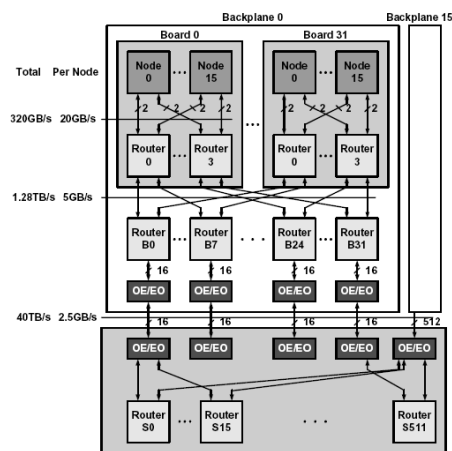 Backplane 0
Backplane 15
Board 0
Board 31
Node 0
...
Node 15
Node 0
...
Node 15
Total Per Node
2 2 2 2 2 2 2 2
320GB/s 20GB/s
...
Router 0
...
Router 3
Router 0
...
Router 3
1.28TB/s 5GB/s
Router B0
...
Router B7
. . .
Router B24
...
Router B31
16 16 16 16
OE/EO OE/EO OE/EO OE/EO
40TB/s 2.5GB/s
16 16 16 16 512
OE/EO OE/EO OE/EO OE/EO OE/EO
Router S0
...
Router S15
. . .
Router S511